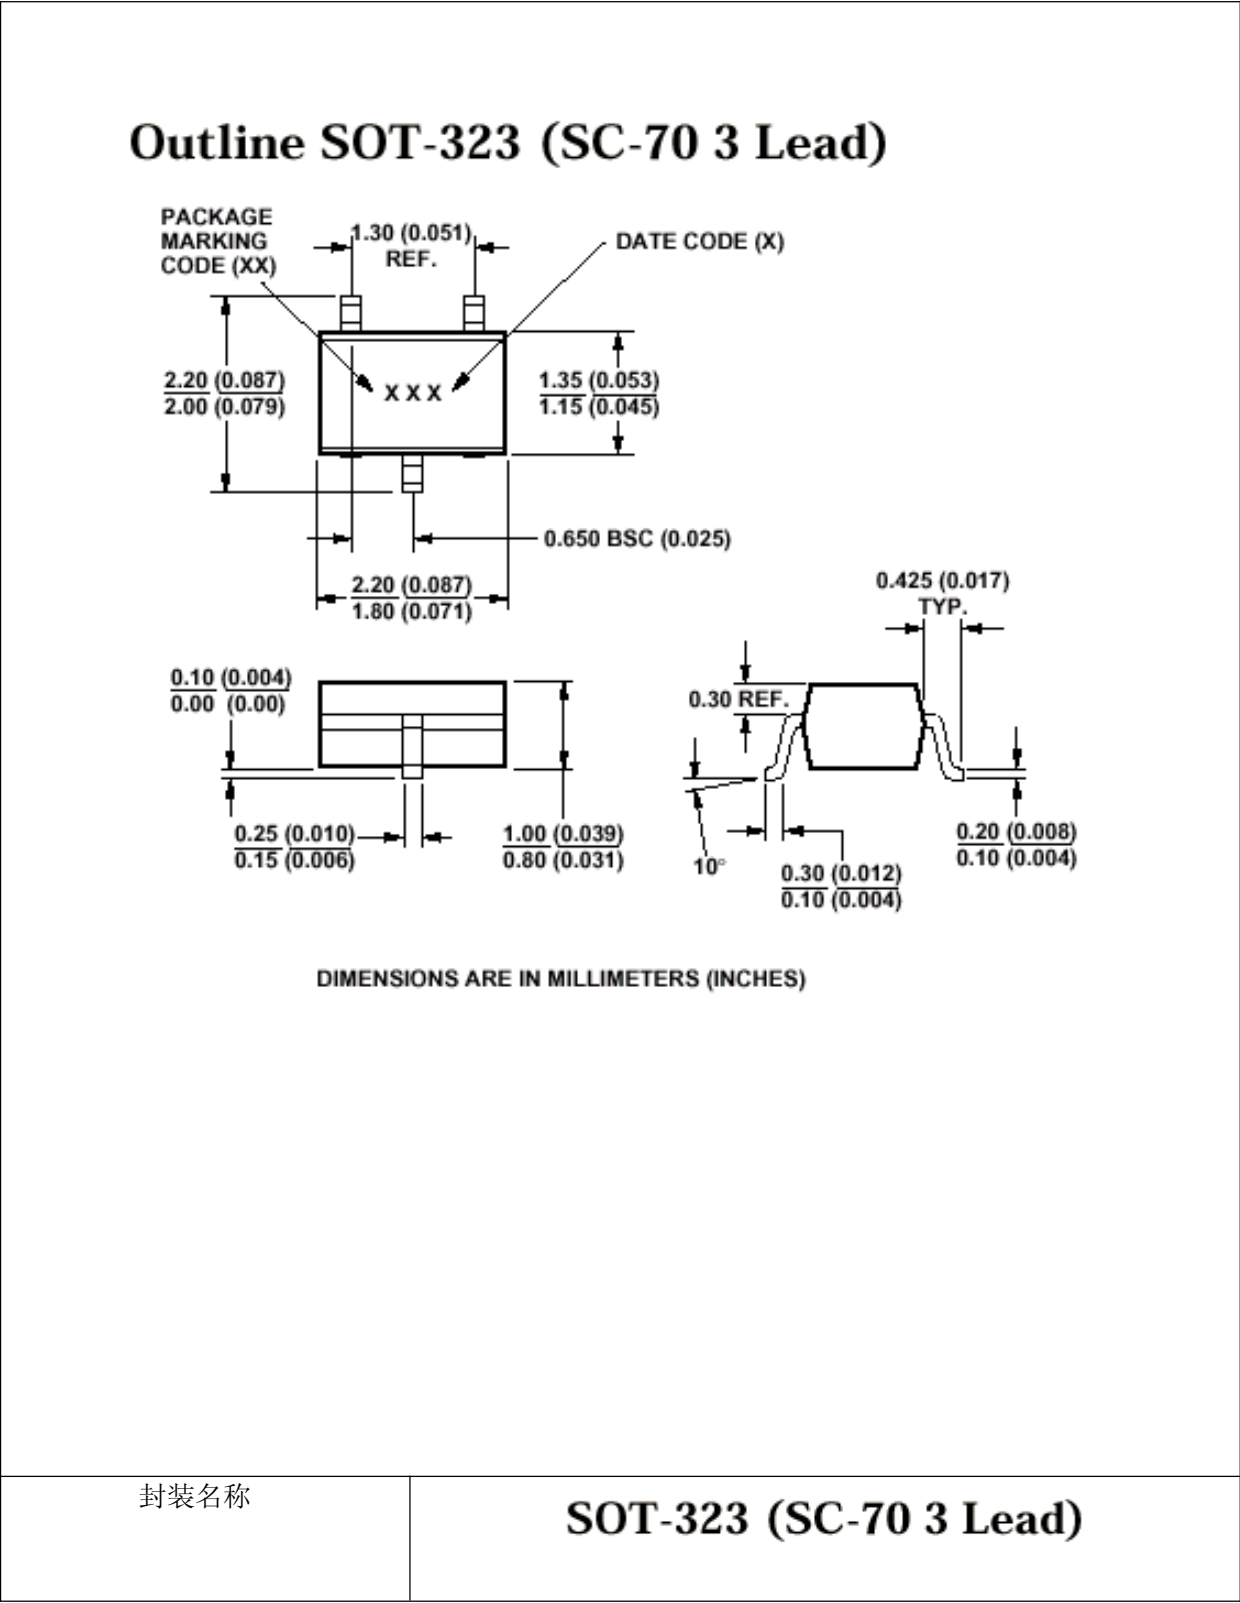 Outline SOT-323 (SC-70 3 Lead)
PACKAGE
MARKING
CODE (XX)
1.30 (0.051)
REF.
DATE CODE (X)
2.20 (0.087)
2.00 (0.079)
X X X
1.35 (0.053)
1.15 (0.045)
0.650 BSC (0.025)
2.20 (0.087)
1.80 (0.071)
0.425 (0.017)
TYP.
0.10 (0.004)
0.00 (0.00)
0.30 REF.
0.25 (0.010)
0.15 (0.006)
1.00 (0.039)
0.80 (0.031)
10°
0.30 (0.012)
0.10 (0.004)
0.20 (0.008)
0.10 (0.004)
DIMENSIONS ARE IN MILLIMETERS (INCHES)
封装名称
SOT-323 (SC-70 3 Lead)